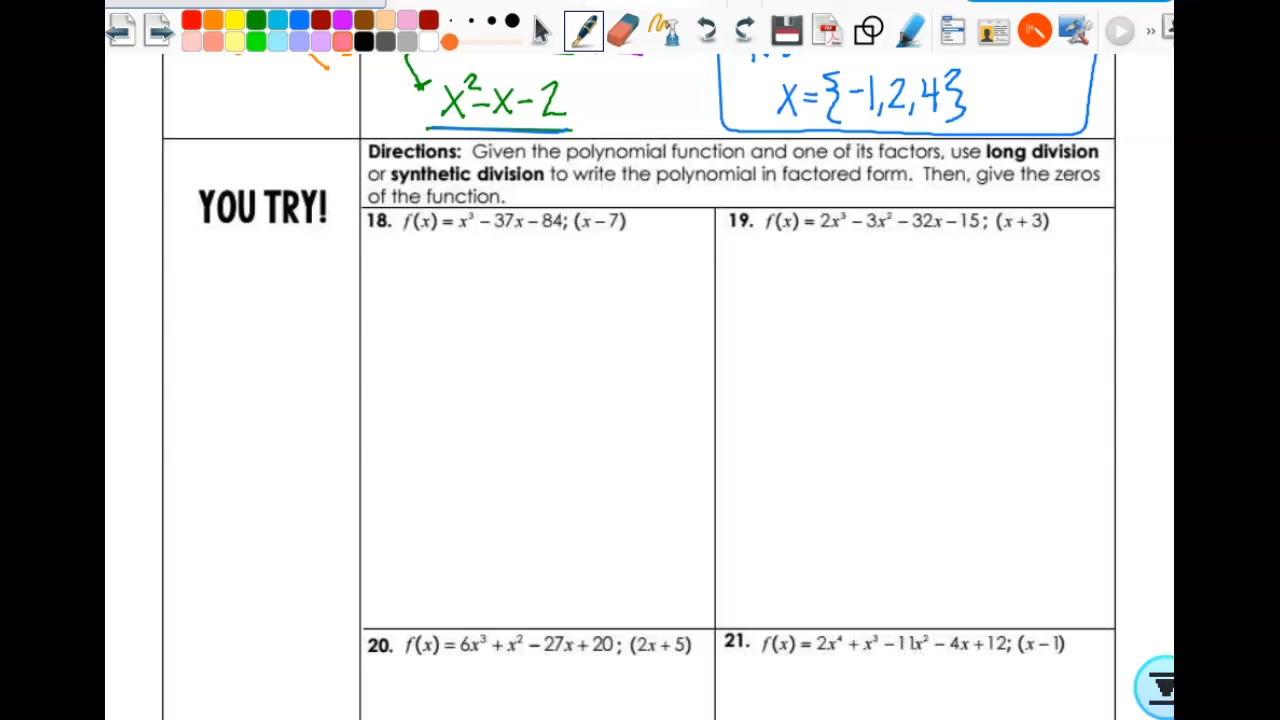 x² - x - 2
x = {-1, 2, 4}
YOU TRY!
Directions: Given the polynomial function and one of its factors, use long division
or synthetic division to write the polynomial in factored form. Then, give the zeros
of the function.
18. f(x) = x³ − 37x − 84; (x − 7)
19. f(x) = 2x³ − 3x² − 32x − 15; (x + 3)
20. f(x) = 6x³ + x² − 27x + 20; (2x + 5)
21. f(x) = 2x⁴ + x³ − 11x² − 4x + 12; (x − 1)